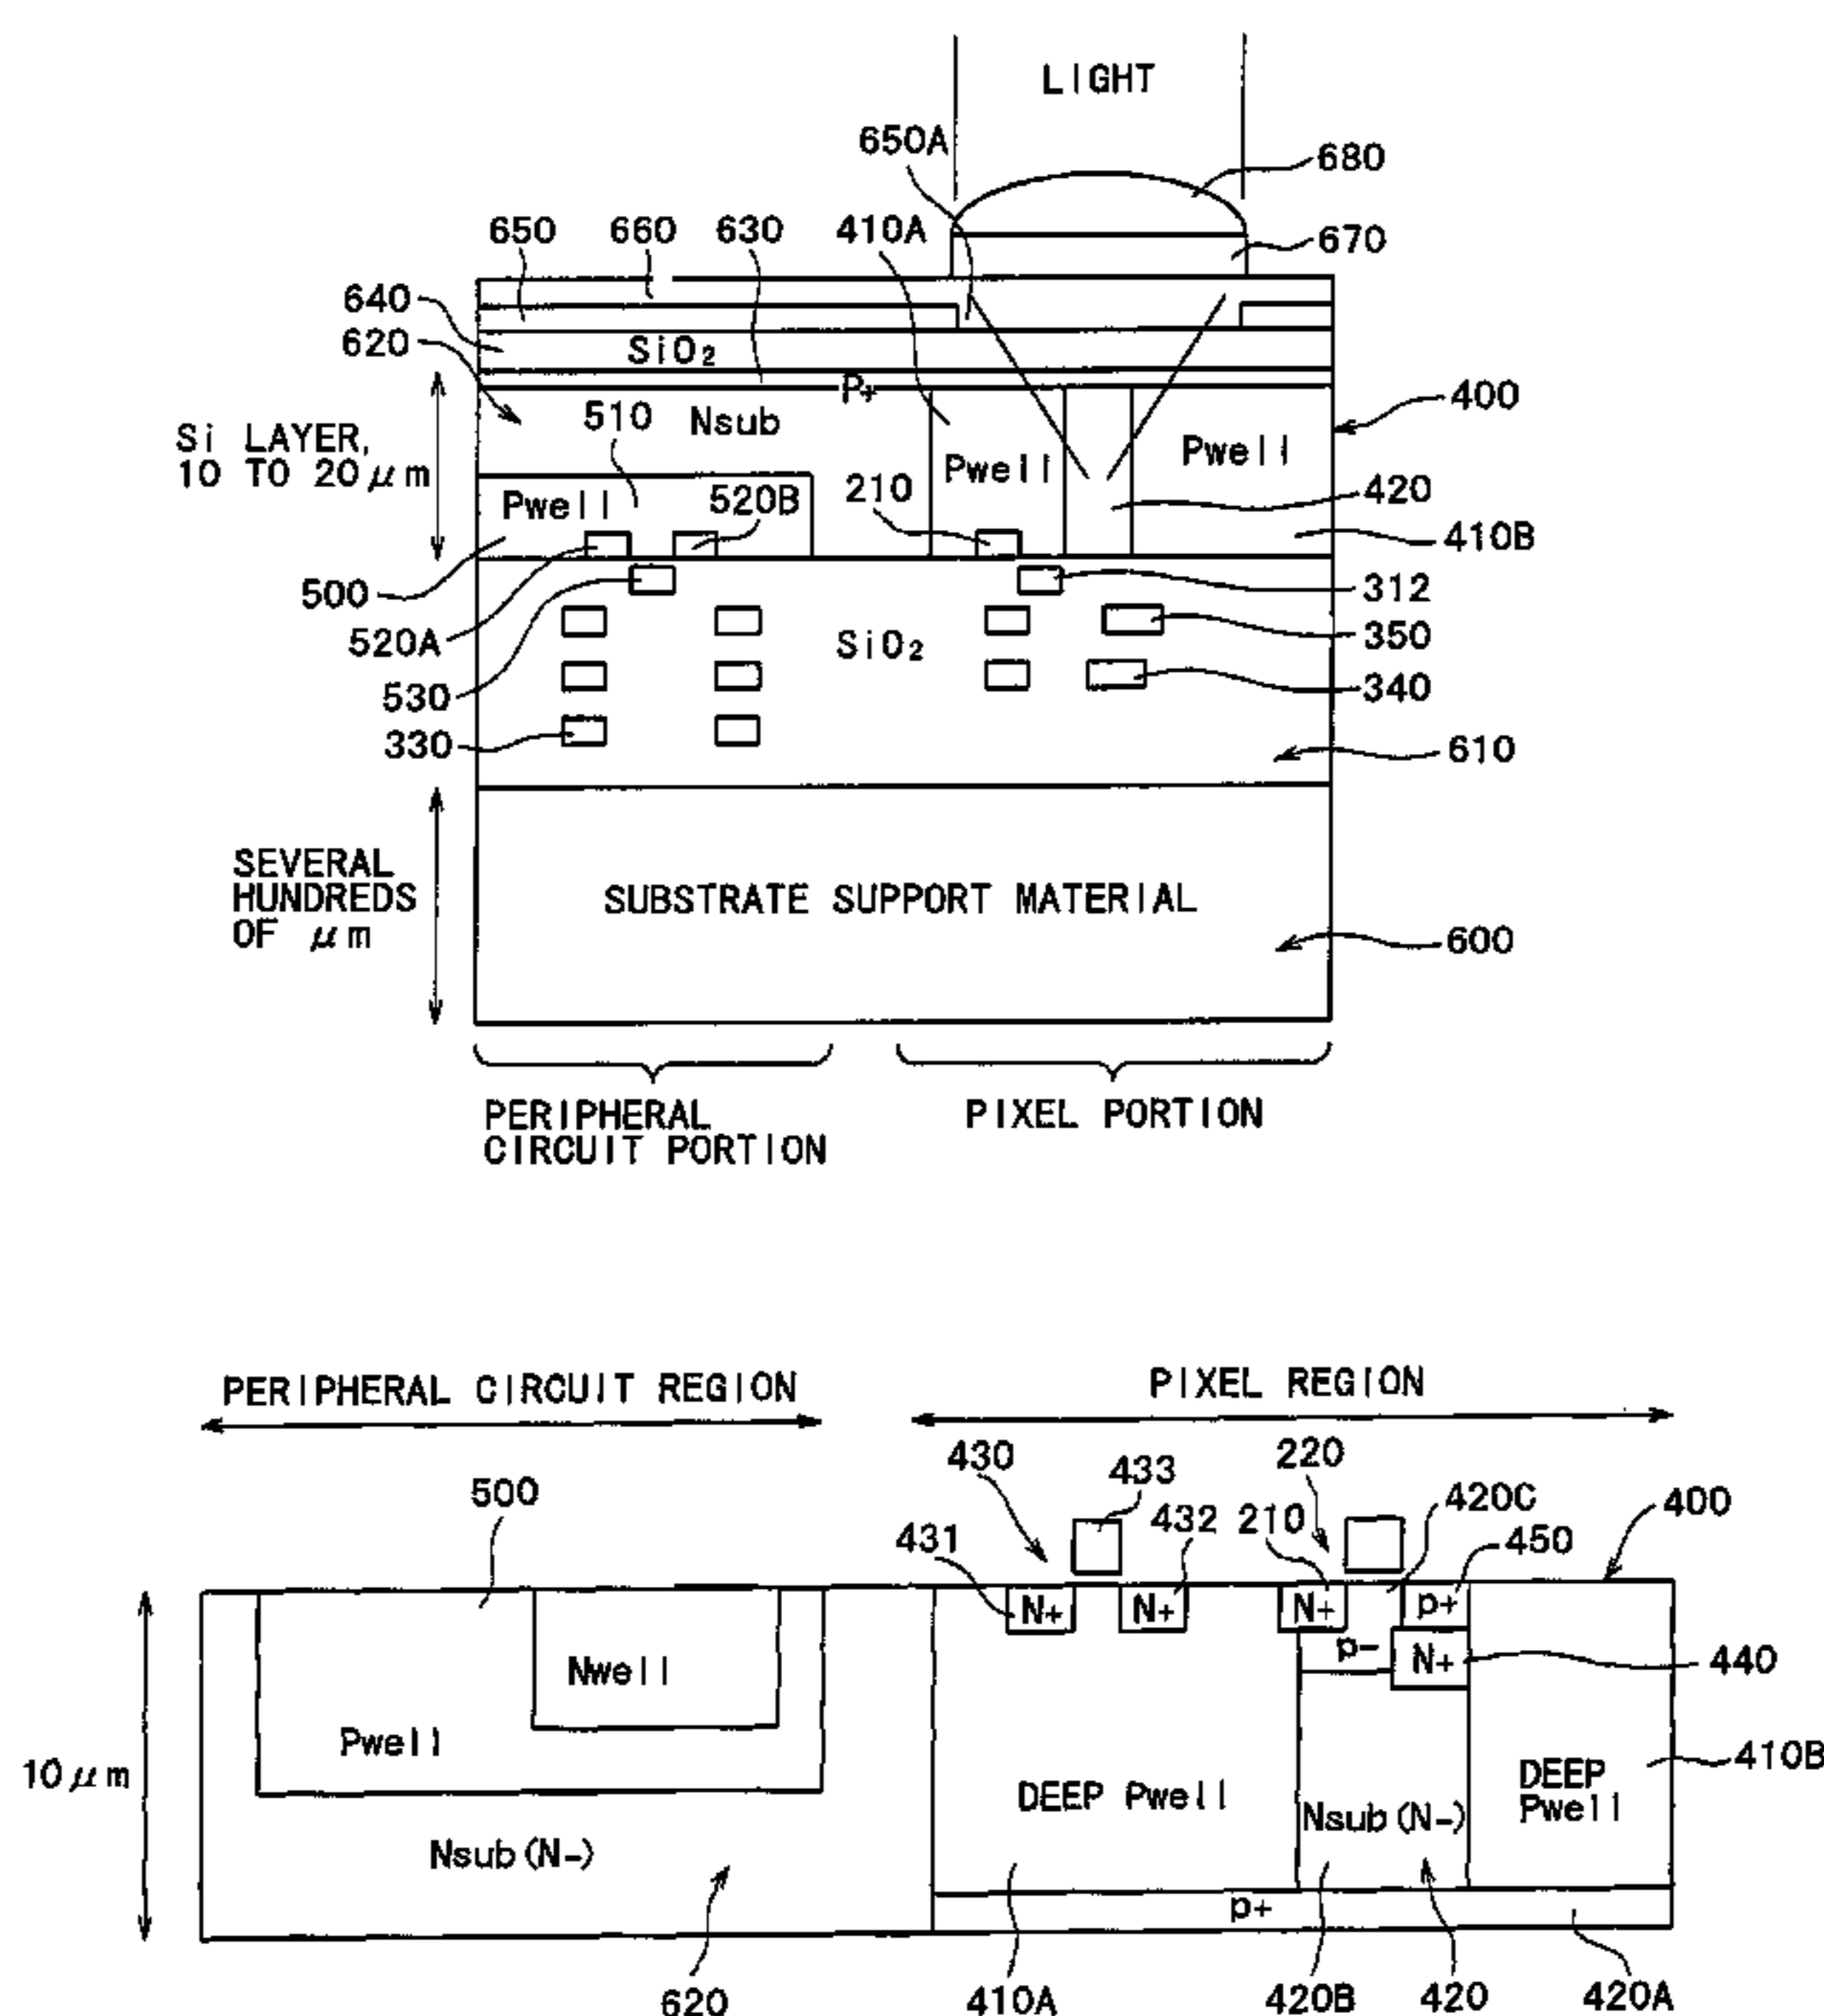 LIGHT
650A
680
650
660
630
410A
670
640
620
SiO₂
P+
400
Si LAYER,
10 TO 20μm
510
Nsub
Pwell
Pwell
Pwell
520B
210
420
410B
500
312
520A
SiO₂
350
530
340
330
610
SEVERAL
HUNDREDS
OF μm
SUBSTRATE SUPPORT MATERIAL
600
PERIPHERAL
CIRCUIT PORTION
PIXEL PORTION
PERIPHERAL CIRCUIT REGION
PIXEL REGION
430
433
220
500
420C
400
431
432
210
450
N+
N+
N+
p+
p-
N+
440
Nwell
Pwell
10μm
410B
DEEP Pwell
DEEP
Pwell
Nsub(N-)
Nsub(N-)
p+
620
410A
420B
420
420A